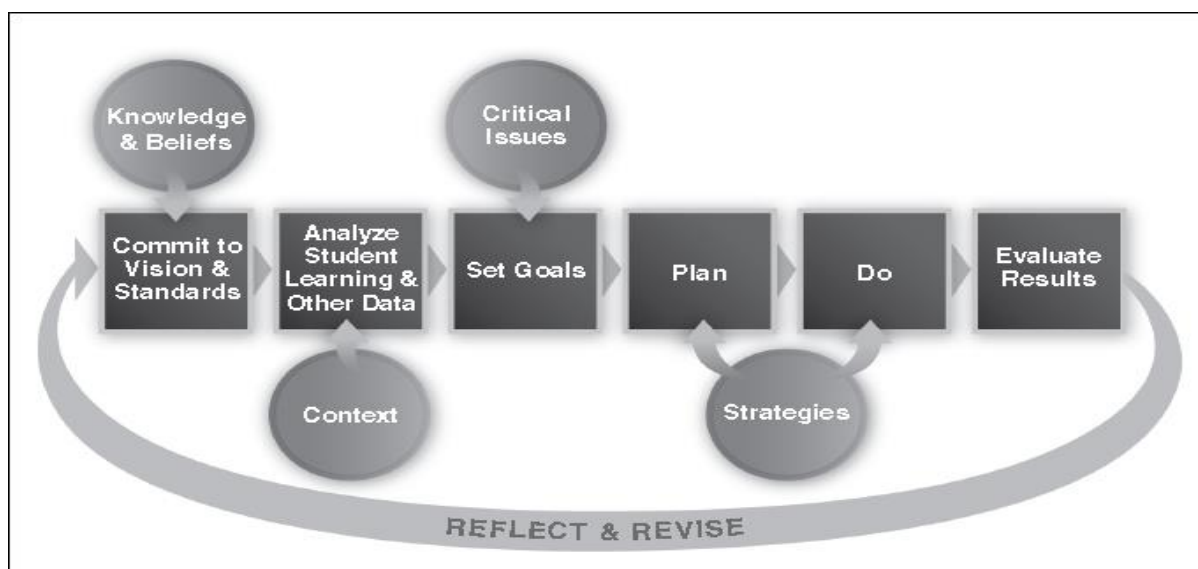 Knowledge
& Beliefs
Critical
Issues
Commit to
Vision &
Standards
Analyze
Student
Learning &
Other Data
Set Goals
Plan
Do
Evaluate
Results
Context
Strategies
REFLECT & REVISE